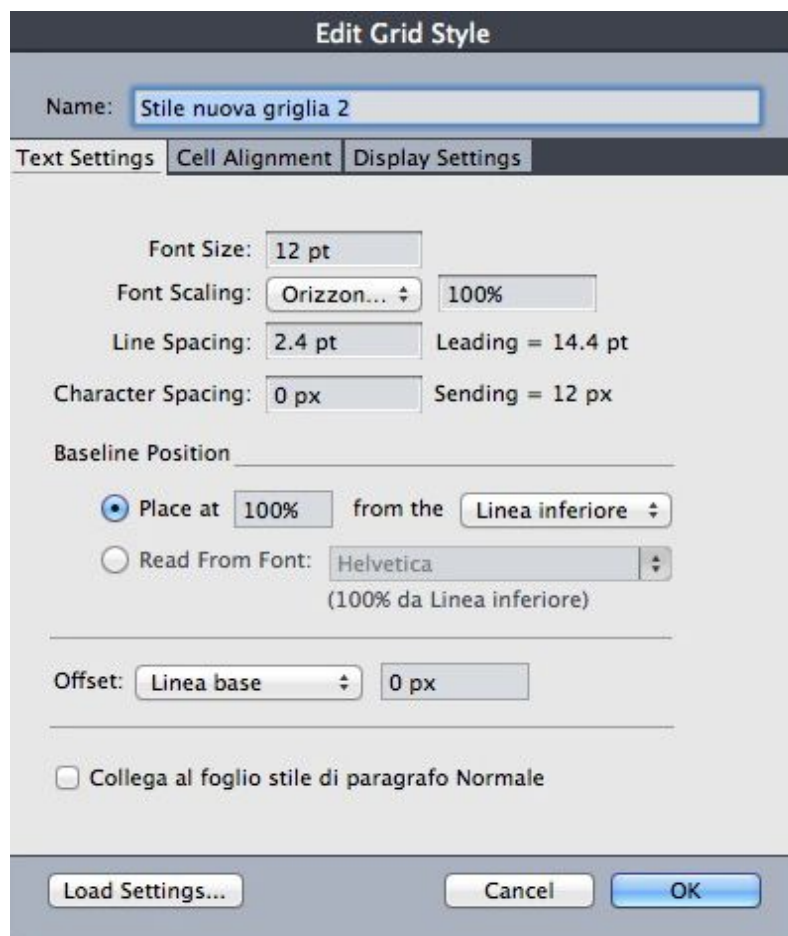 Edit Grid Style
Name: Stile nuova griglia 2
Text Settings Cell Alignment Display Settings
Font Size: 12 pt
Font Scaling: Orizzon... 100%
Line Spacing: 2.4 pt Leading = 14.4 pt
Character Spacing: 0 px Sending = 12 px
Baseline Position
Place at 100% from the Linea inferiore
Read From Font: Helvetica
(100% da Linea inferiore)
Offset: Linea base 0 px
Collega al foglio stile di paragrafo Normale
Load Settings... Cancel OK